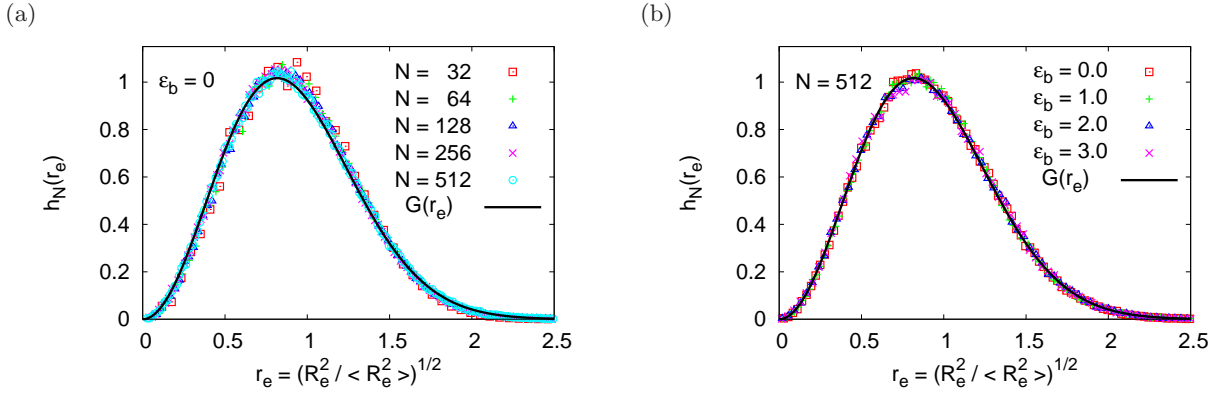 (a)
h_N(r_e)
1
0.8
0.6
0.4
0.2
0
ε_b = 0
N = 32
N = 64
N = 128
N = 256
N = 512
G(r_e)
0 0.5 1 1.5 2 2.5
r_e = (R_e^2 / < R_e^2 >)^{1/2}
(b)
h_N(r_e)
1
0.8
0.6
0.4
0.2
0
N = 512
ε_b = 0.0
ε_b = 1.0
ε_b = 2.0
ε_b = 3.0
G(r_e)
0 0.5 1 1.5 2 2.5
r_e = (R_e^2 / < R_e^2 >)^{1/2}